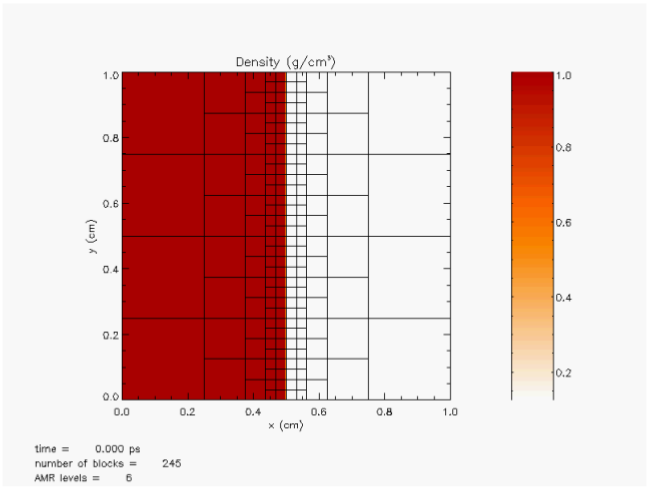 Density (g/cm³)
1.0
0.8
0.6
0.4
0.2
0.0
y (cm)
0.0 0.2 0.4 0.6 0.8 1.0
x (cm)
1.0
0.8
0.6
0.4
0.2
time = 0.000 ps
number of blocks = 245
AMR levels = 6